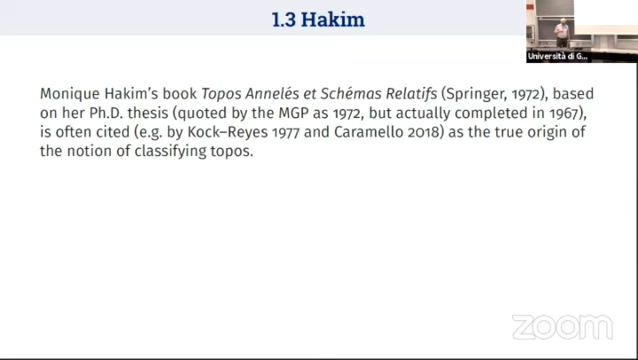 1.3 Hakim
Università di G...
Monique Hakim's book Topos Annelés et Schémas Relatifs (Springer, 1972), based
on her Ph.D. thesis (quoted by the MGP as 1972, but actually completed in 1967),
is often cited (e.g. by Kock–Reyes 1977 and Caramello 2018) as the true origin of
the notion of classifying topos.
zoom